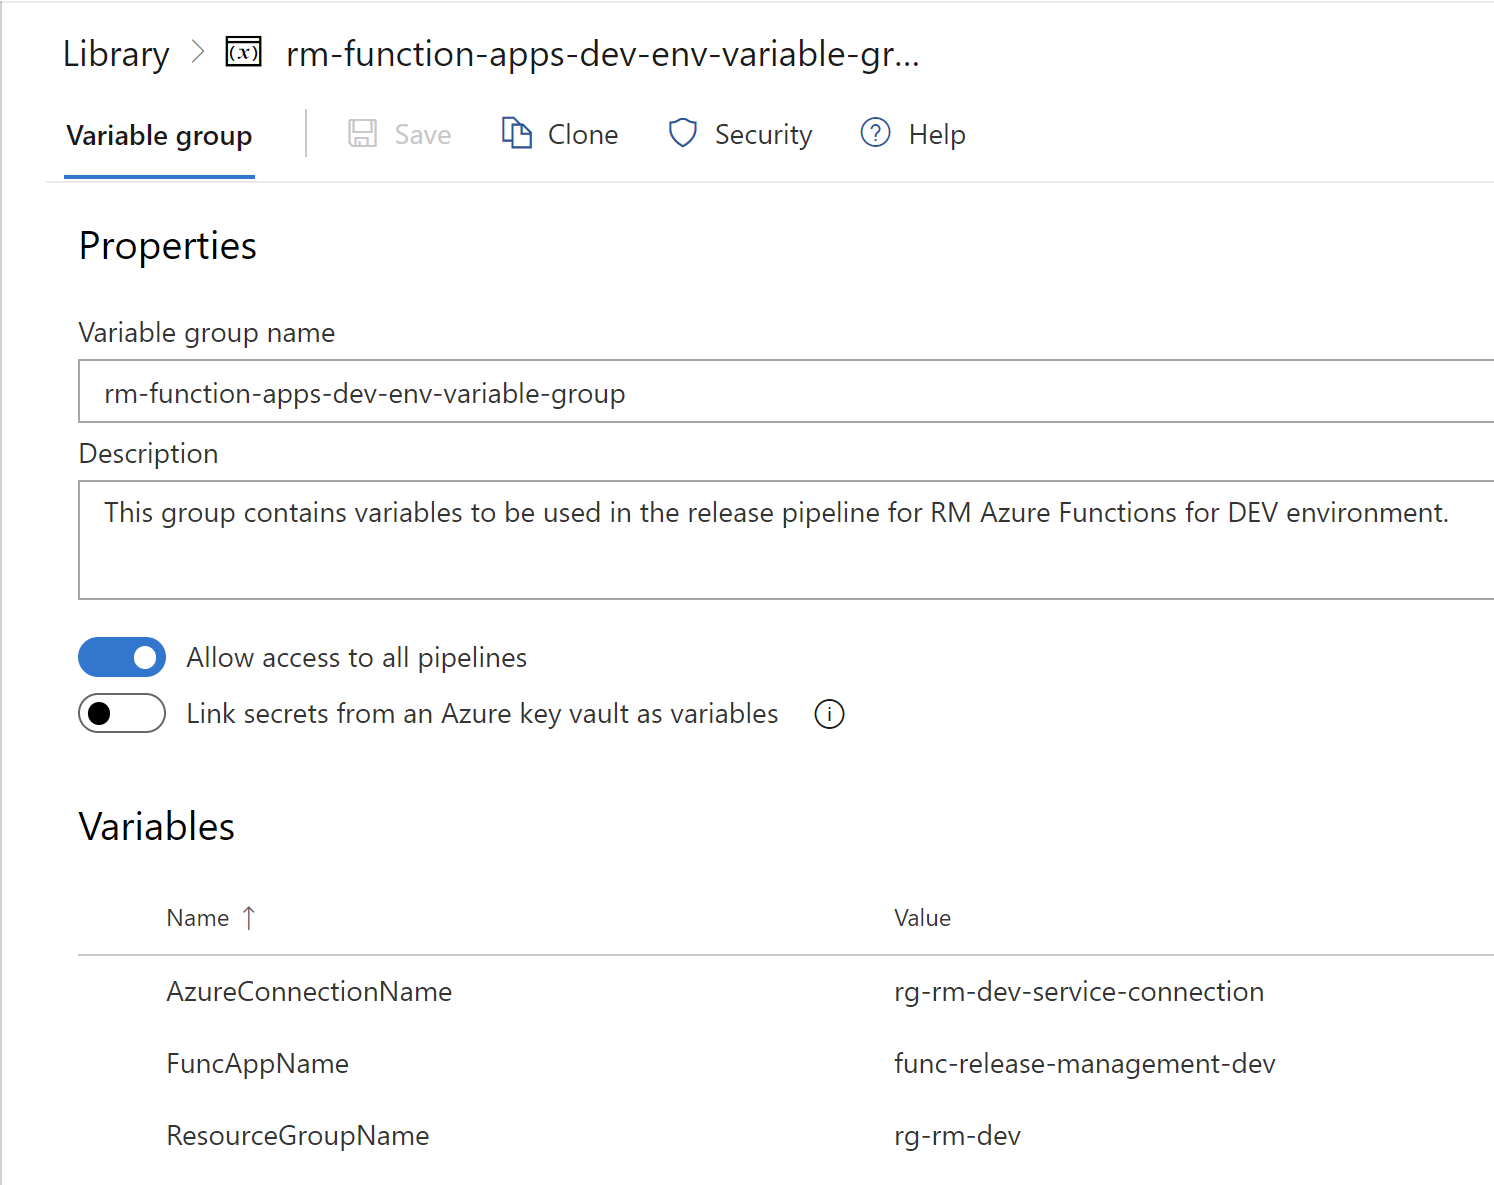 Library > (x) rm-function-apps-dev-env-variable-gr...
Variable group Save Clone Security ? Help
Properties
Variable group name
rm-function-apps-dev-env-variable-group
Description
This group contains variables to be used in the release pipeline for RM Azure Functions for DEV environment.
Allow access to all pipelines
Link secrets from an Azure key vault as variables i
Variables
Name ↑ Value
AzureConnectionName rg-rm-dev-service-connection
FuncAppName func-release-management-dev
ResourceGroupName rg-rm-dev